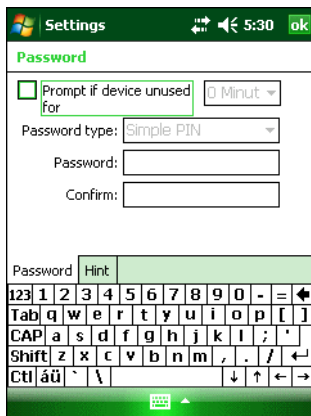 Settings 5:30 ok
Password
Prompt if device unused 0 Minut
for
Password type: Simple PIN
Password:
Confirm:
Password Hint
123 1 2 3 4 5 6 7 8 9 0 - =
Tab q w e r t y u i o p [ ]
CAP a s d f g h j k l ; '
Shift z x c v b n m , . /
Ctl áü ` \